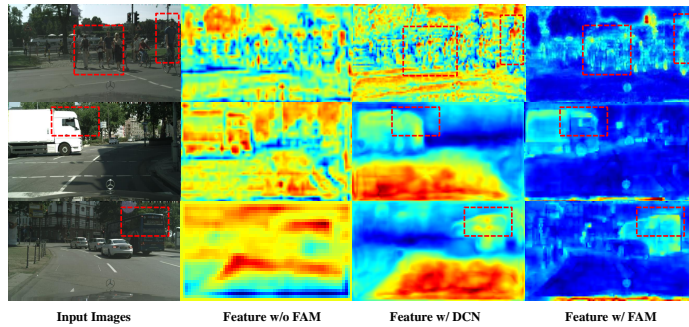 Input Images
Feature w/o FAM
Feature w/ DCN
Feature w/ FAM